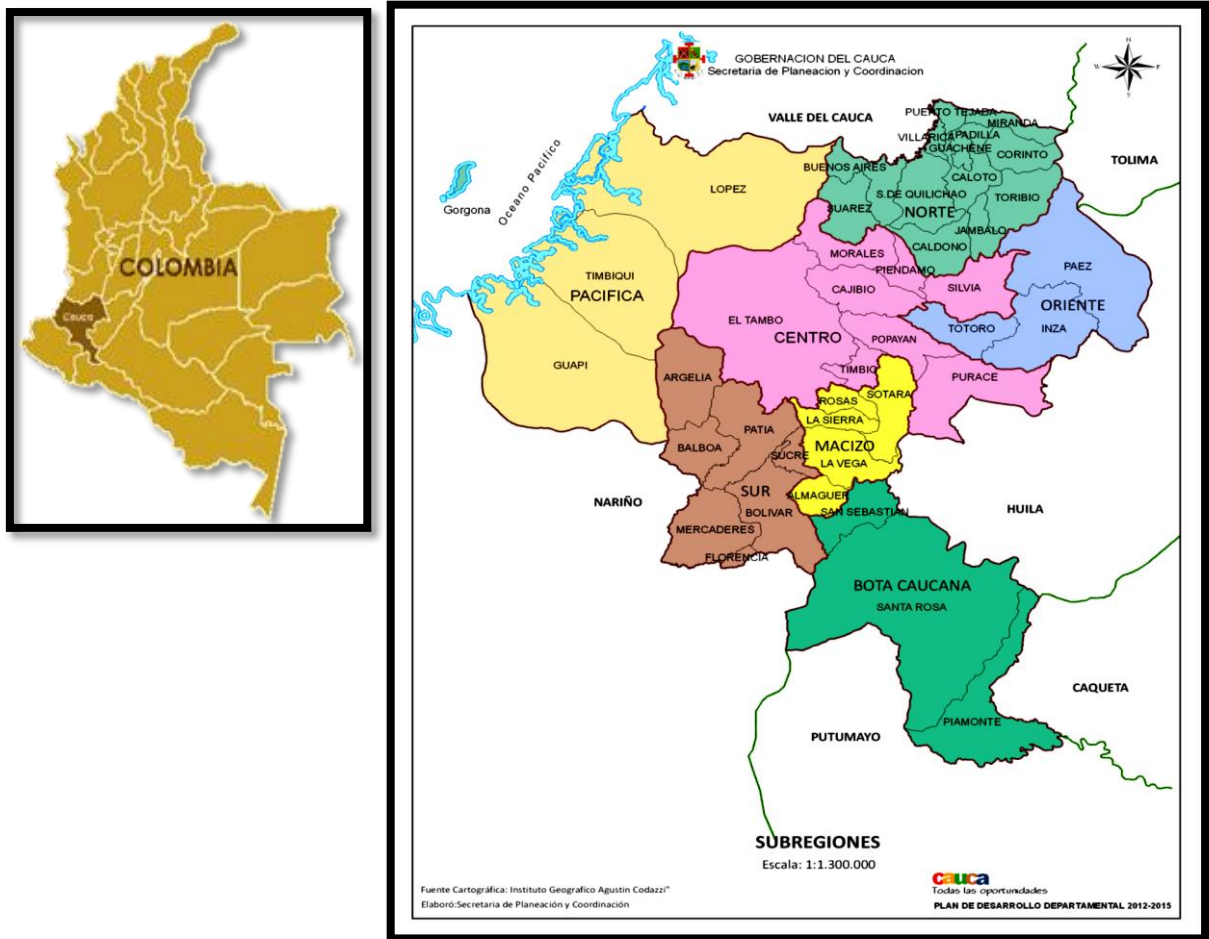 COLOMBIA
Cauca
GOBERNACION DEL CAUCA
Secretaria de Planeacion y Coordinacion
N
W
E
S
VALLE DEL CAUCA
TOLIMA
Oceano Pacifico
Gorgona
PUERTO TEJADA
MIRANDA
VILLARICA
PADILLA
GUACHENE
CORINTO
BUENOS AIRES
CALOTO
LOPEZ
S.DE QUILICHAO
TORIBIO
SUAREZ
NORTE
JAMBALO
CALDONO
MORALES
PIENDAMO
PAEZ
TIMBIQUI
PACIFICA
CAJIBIO
SILVIA
ORIENTE
EL TAMBO
CENTRO
TOTORO
INZA
POPAYAN
GUAPI
ARGELIA
TIMBIO
PURACE
SOTARA
ROSAS
LA SIERRA
PATIA
MACIZO
BALBOA
SUCRE
LA VEGA
NARIÑO
SUR
ALMAGUER
HUILA
BOLIVAR
SAN SEBASTIAN
MERCADERES
FLORENCIA
BOTA CAUCANA
SANTA ROSA
CAQUETA
PIAMONTE
PUTUMAYO
SUBREGIONES
Escala: 1:1.300.000
Fuente Cartográfica: Instituto Geografico Agustin Codazzi"
Elaboró:Secretaria de Planeación y Coordinación
cauca
Todas las oportunidades
PLAN DE DESARROLLO DEPARTAMENTAL 2012-2015